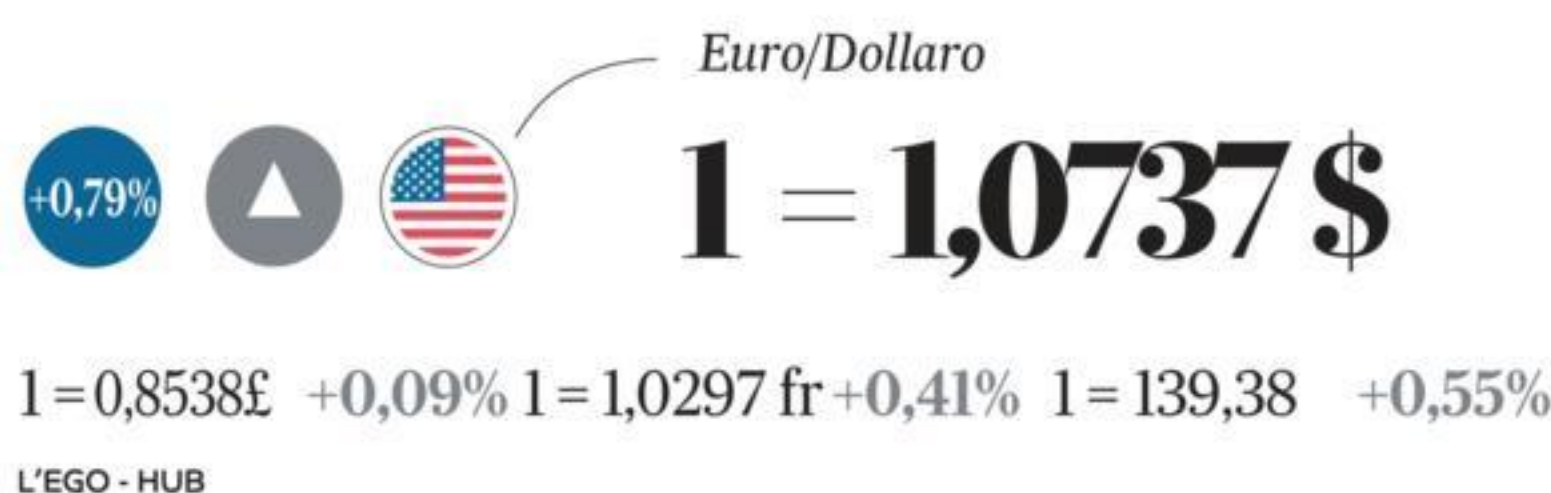 Euro/Dollaro
+0,79%
1 = 1,0737 $
1 = 0,8538£ +0,09% 1 = 1,0297 fr +0,41% 1 = 139,38 +0,55%
L'EGO - HUB